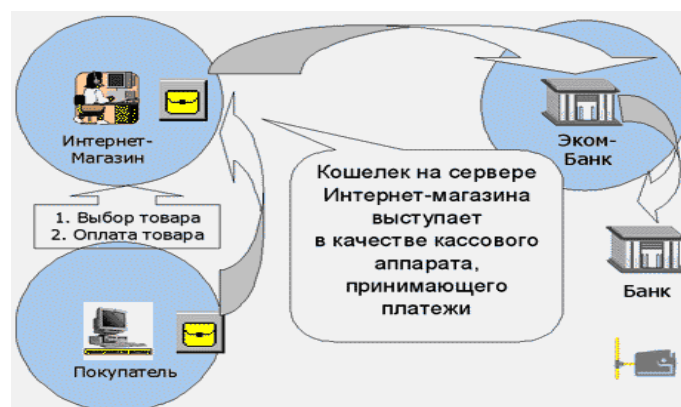 Интернет-
Магазин
Эком-
Банк
Кошелек на сервере
Интернет-магазина
выступает
в качестве кассового
аппарата,
принимающего
платежи
1. Выбор товара
2. Оплата товара
Банк
Покупатель